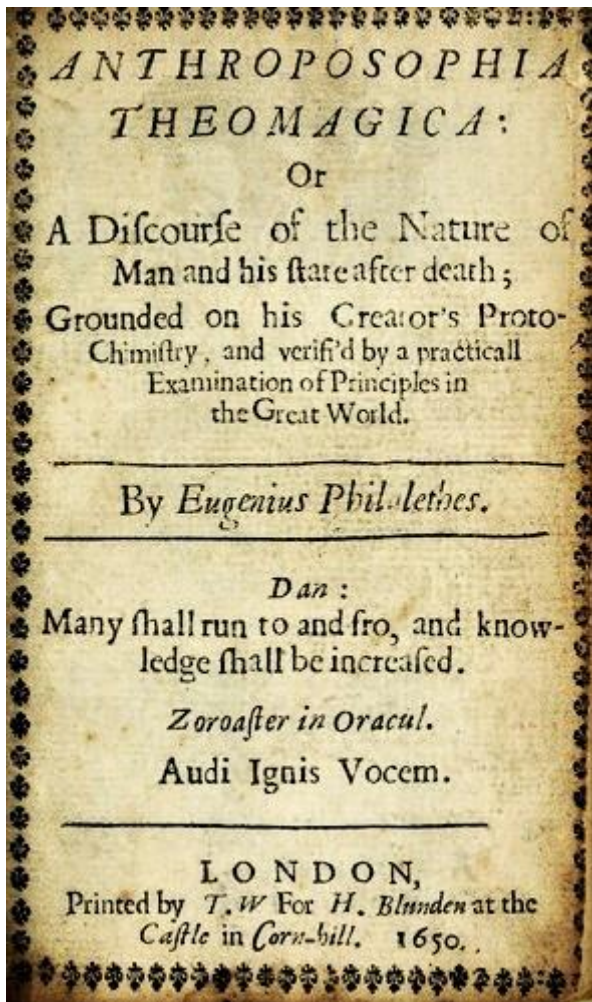 ANTHROPOSOPHIA
THEOMAGICA:
Or
A Diſcourſe of the Nature of
Man and his ſtate after death;
Grounded on his Creator's Proto-
Chimiſtry, and verifi'd by a practicall
Examination of Principles in
the Great World.
By Eugenius Philalethes.
Dan:
Many ſhall run to and fro, and know-
ledge ſhall be increaſed.
Zoroaſter in Oracul.
Audi Ignis Vocem.
LONDON,
Printed by T.W For H. Blunden at the
Caſtle in Corn-hill. 1650.